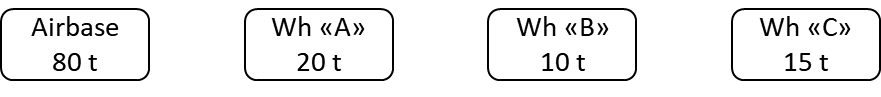 Airbase
80 t
Wh «A»
20 t
Wh «B»
10 t
Wh «C»
15 t